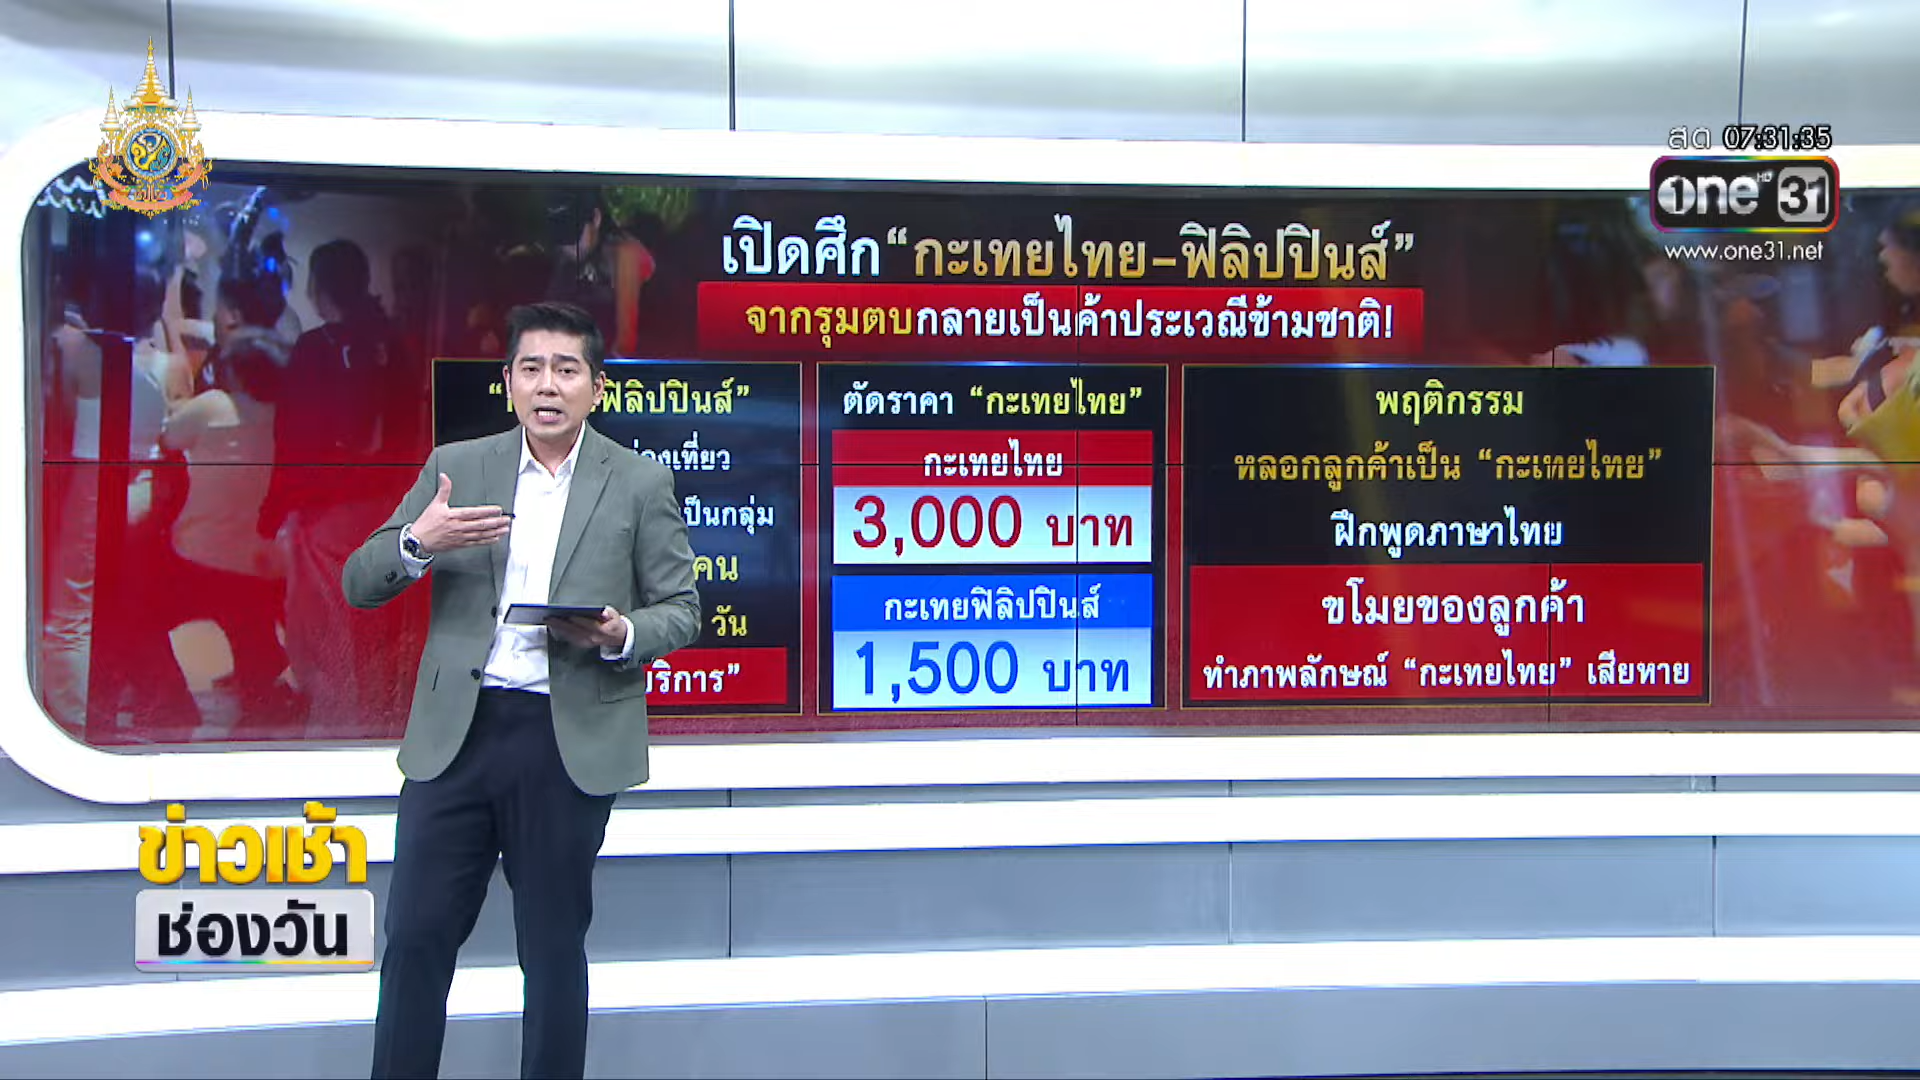 สด 07:31:35
one HD 31
www.one31.net
เปิดศึก “กะเทยไทย-ฟิลิปปินส์”
จากรุมตบกลายเป็นค้าประเวณีข้ามชาติ!
ฟิลิปปินส์”
เป็นกลุ่ม
คน
วัน
ตัดราคา “กะเทยไทย”
กะเทยไทย
3,000 บาท
กะเทยฟิลิปปินส์
1,500 บาท
พฤติกรรม
หลอกลูกค้าเป็น “กะเทยไทย”
ฝึกพูดภาษาไทย
ขโมยของลูกค้า
ทำภาพลักษณ์ “กะเทยไทย” เสียหาย
ข่าวเช้า
ช่องวัน